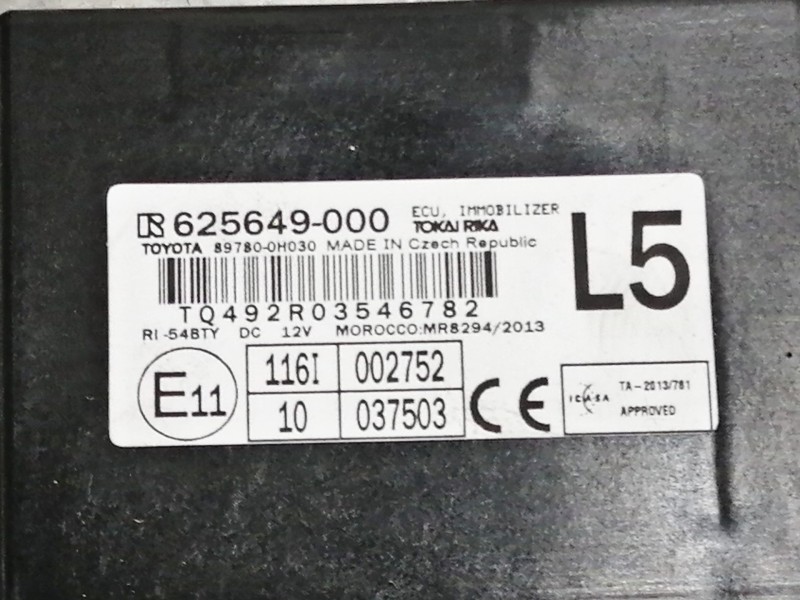 R 625649-000 ECU, IMMOBILIZER
TOKAI RIKA
TOYOTA 89780-0H030 MADE IN Czech Republic
L5
TQ492R03546782
RI-54BTY DC 12V MOROCCO:MR8294/2013
E11
116I 002752
10 037503
CE
ICASA
TA-2013/781
APPROVED